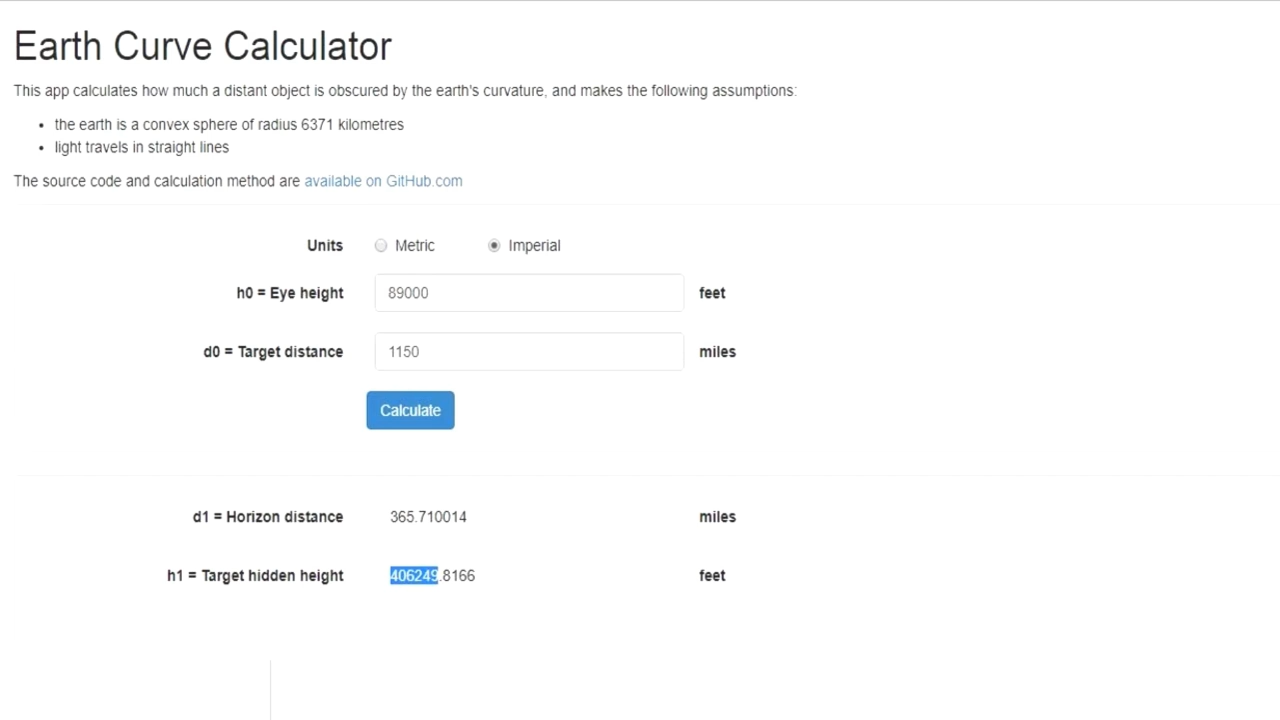 Earth Curve Calculator
This app calculates how much a distant object is obscured by the earth's curvature, and makes the following assumptions:
• the earth is a convex sphere of radius 6371 kilometres
• light travels in straight lines
The source code and calculation method are available on GitHub.com
Units Metric Imperial
h0 = Eye height 89000 feet
d0 = Target distance 1150 miles
Calculate
d1 = Horizon distance 365.710014 miles
h1 = Target hidden height 406249.8166 feet